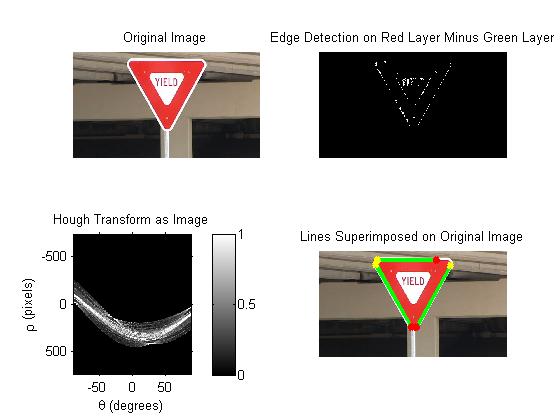 Original Image
Edge Detection on Red Layer Minus Green Layer
YIELD
Hough Transform as Image
Lines Superimposed on Original Image
-500
0
500
ρ (pixels)
-50
0
50
θ (degrees)
1
0.5
0
YIELD